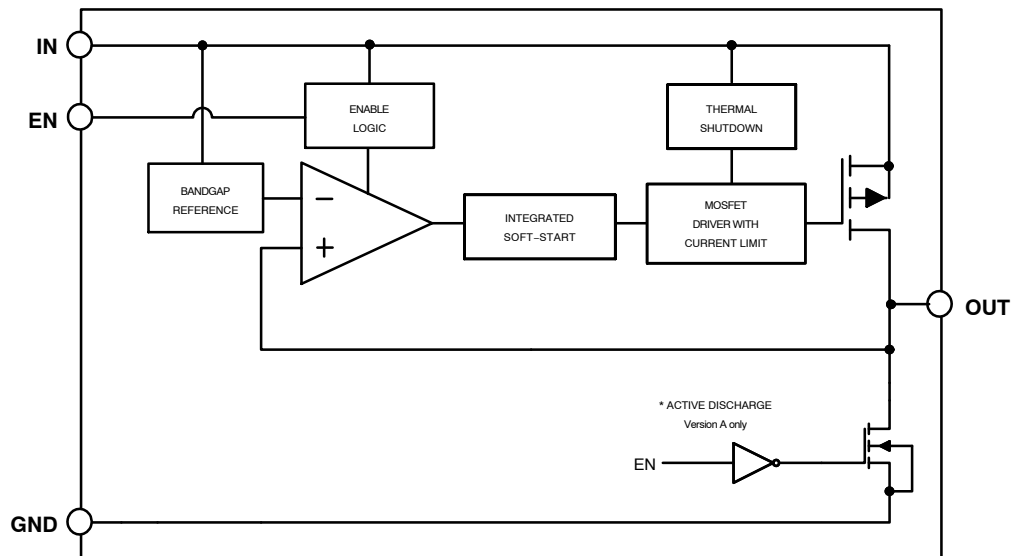 IN
EN
ENABLE
LOGIC
THERMAL
SHUTDOWN
BANDGAP
REFERENCE
−
+
INTEGRATED
SOFT−START
MOSFET
DRIVER WITH
CURRENT LIMIT
OUT
* ACTIVE DISCHARGE
Version A only
EN
GND